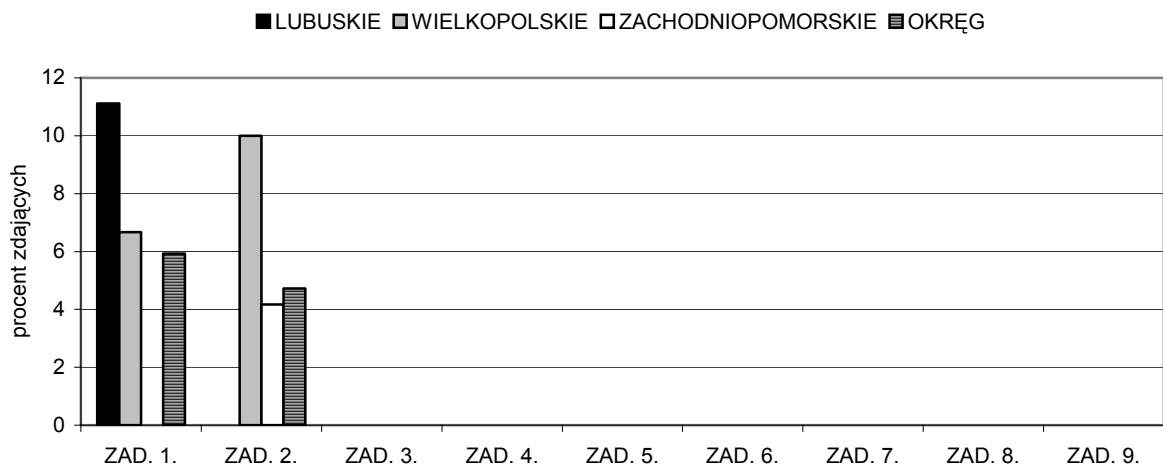 LUBUSKIE WIELKOPOLSKIE ZACHODNIOPOMORSKIE OKRĘG
12
10
8
6
4
2
0
procent zdających
ZAD. 1. ZAD. 2. ZAD. 3. ZAD. 4. ZAD. 5. ZAD. 6. ZAD. 7. ZAD. 8. ZAD. 9.